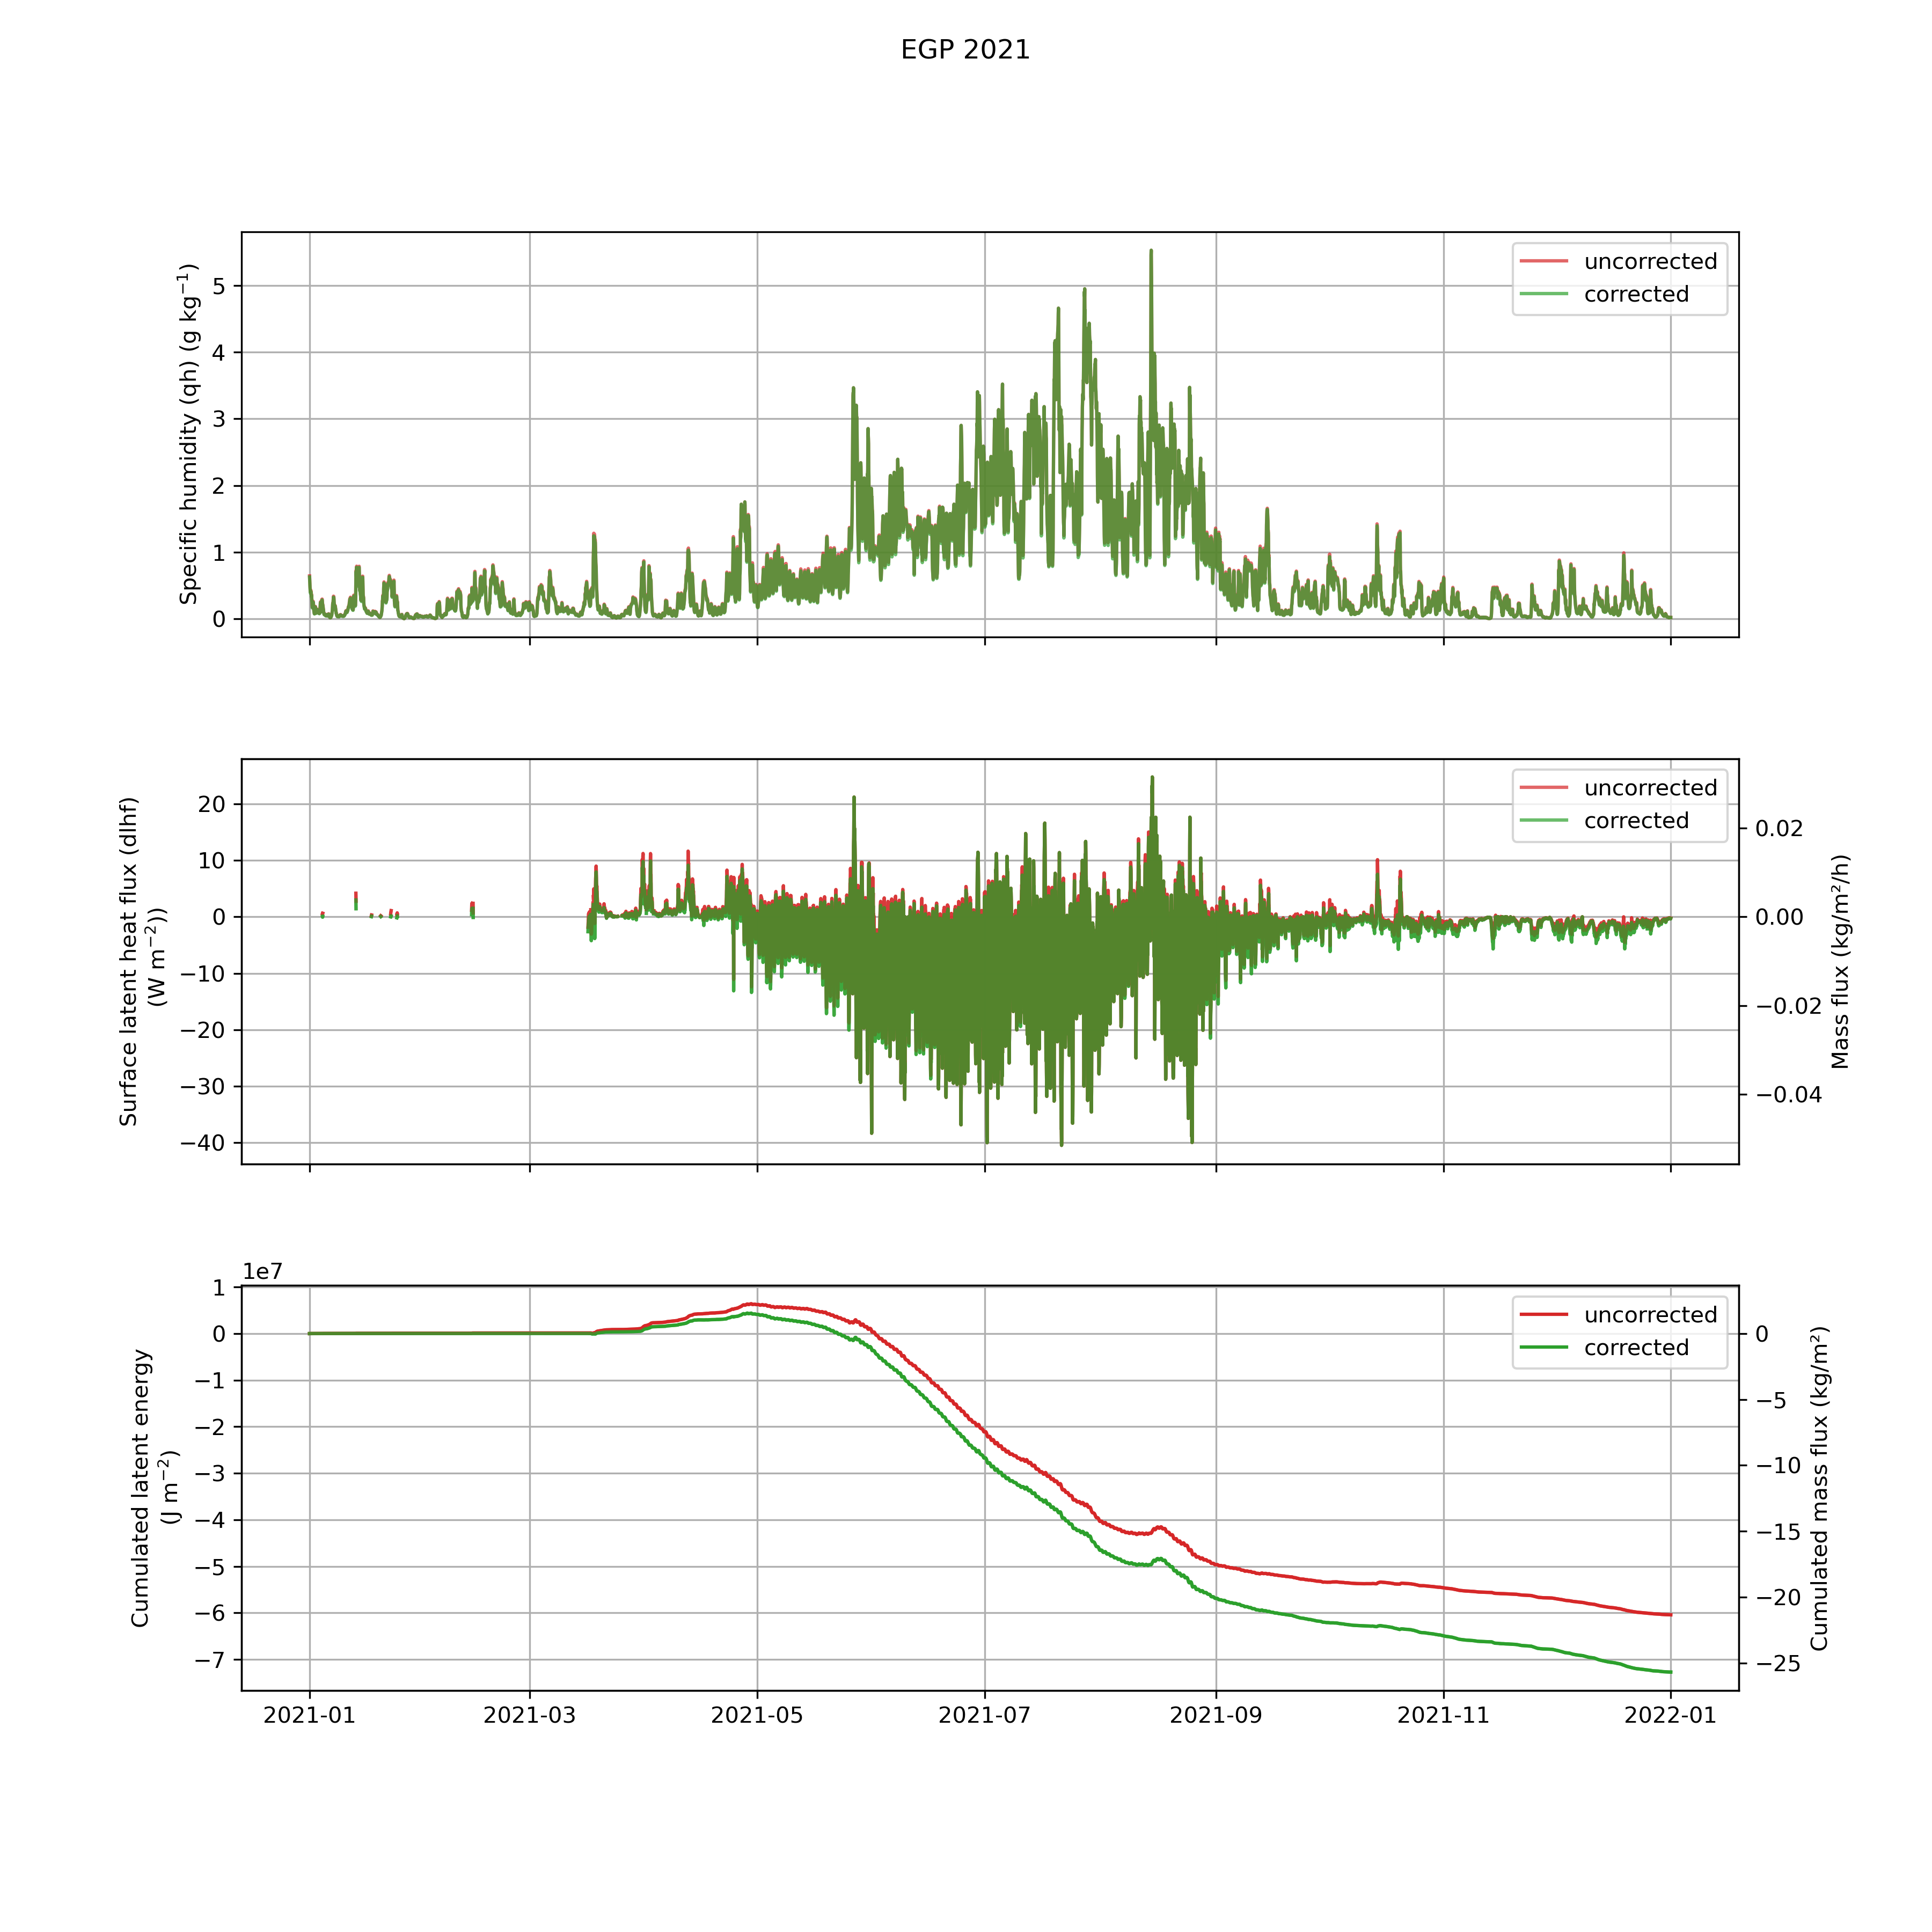 EGP 2021
Specific humidity (qh) (g kg⁻¹)
5
4
3
2
1
0
uncorrected
corrected
Surface latent heat flux (dlhf)
(W m⁻²))
20
10
0
−10
−20
−30
−40
uncorrected
corrected
0.02
0.00
−0.02
−0.04
Mass flux (kg/m²/h)
1e7
Cumulated latent energy
(J m⁻²)
1
0
−1
−2
−3
−4
−5
−6
−7
uncorrected
corrected
0
−5
−10
−15
−20
−25
Cumulated mass flux (kg/m²)
2021-01 2021-03 2021-05 2021-07 2021-09 2021-11 2022-01